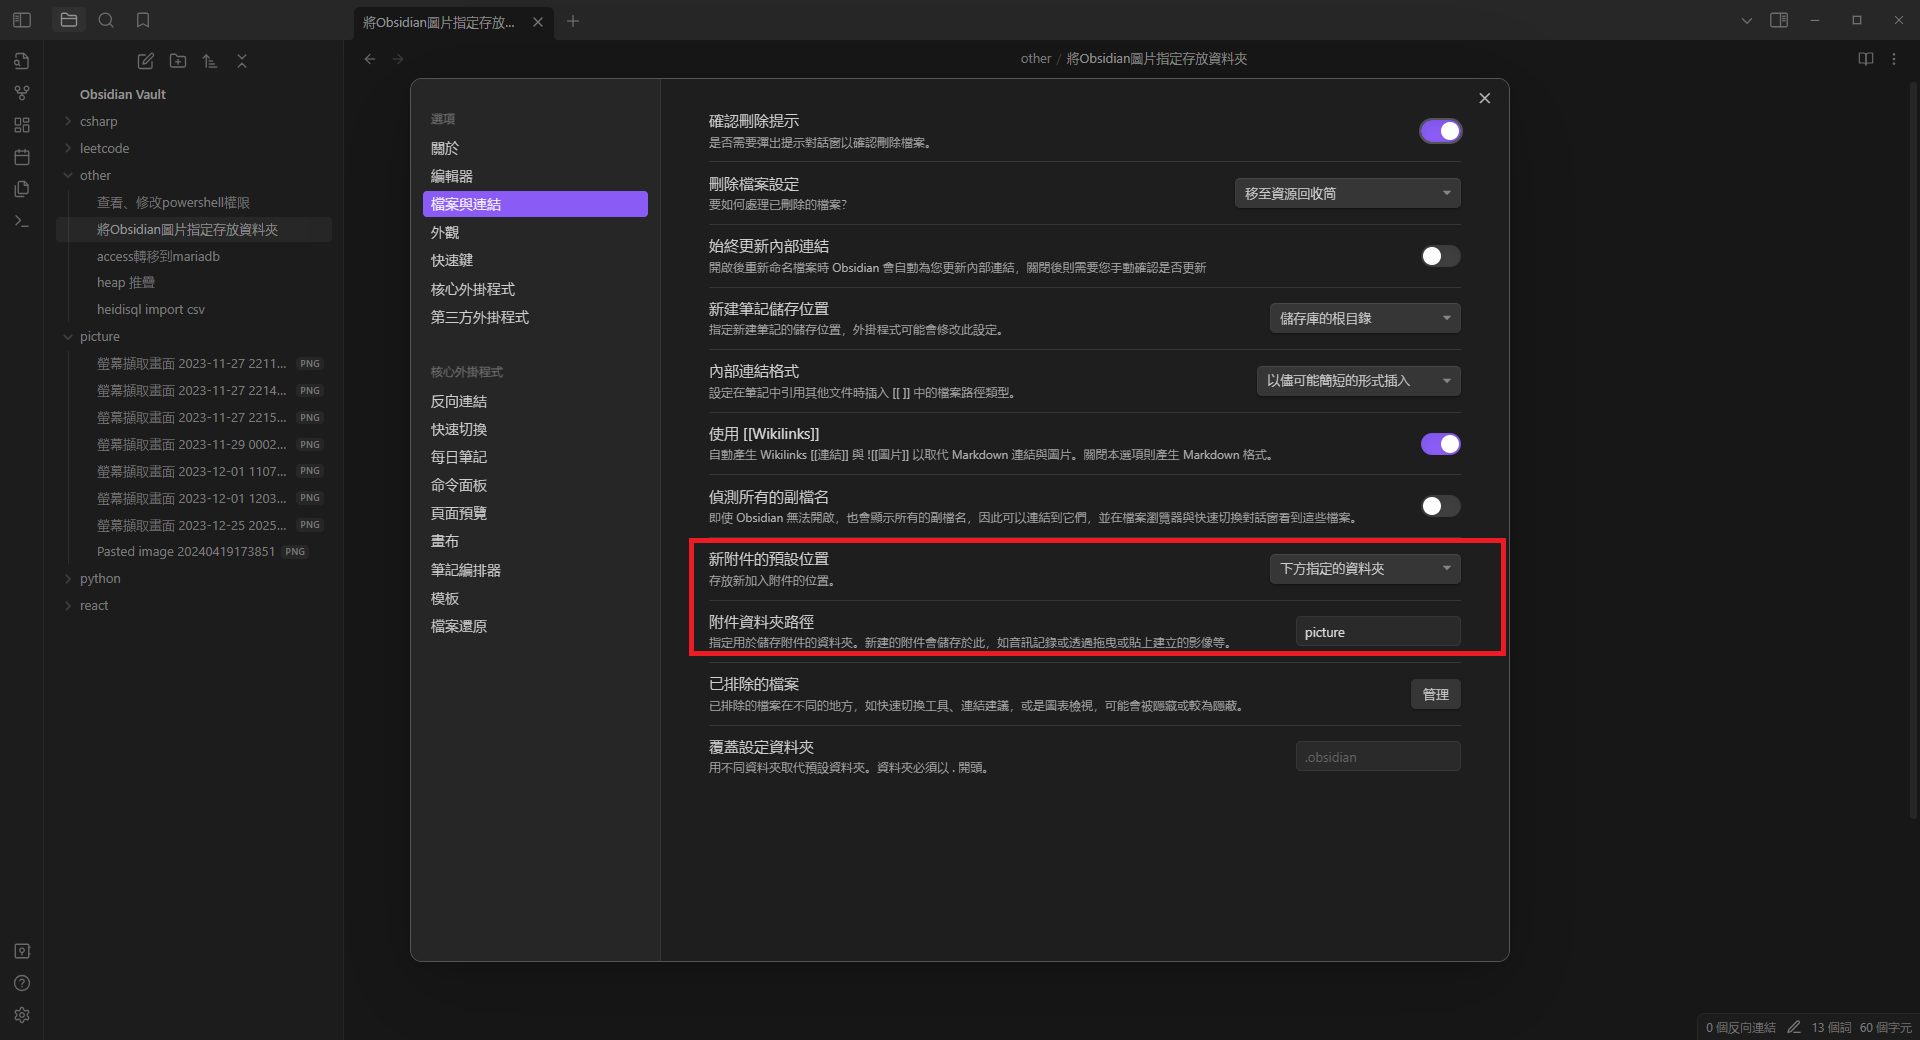 將Obsidian圖片指定存放...
other / 將Obsidian圖片指定存放資料夾
Obsidian Vault
csharp
leetcode
other
查看、修改powershell權限
將Obsidian圖片指定存放資料夾
access轉移到mariadb
heap 推疊
heidisql import csv
picture
螢幕擷取畫面 2023-11-27 2211... PNG
螢幕擷取畫面 2023-11-27 2214... PNG
螢幕擷取畫面 2023-11-27 2215... PNG
螢幕擷取畫面 2023-11-29 0002... PNG
螢幕擷取畫面 2023-12-01 1107... PNG
螢幕擷取畫面 2023-12-01 1203... PNG
螢幕擷取畫面 2023-12-25 2025... PNG
Pasted image 20240419173851 PNG
python
react
選項
關於
編輯器
檔案與連結
外觀
快速鍵
核心外掛程式
第三方外掛程式
核心外掛程式
反向連結
快速切換
每日筆記
命令面板
頁面預覽
畫布
筆記編排器
模板
檔案還原
確認刪除提示
是否需要彈出提示對話窗以確認刪除檔案。
刪除檔案設定
要如何處理已刪除的檔案？
移至資源回收筒
始終更新內部連結
開啟後重新命名檔案時 Obsidian 會自動為您更新內部連結，關閉後則需要您手動確認是否更新
新建筆記儲存位置
指定新建筆記的儲存位置，外掛程式可能會修改此設定。
儲存庫的根目錄
內部連結格式
設定在筆記中引用其他文件時插入 [[ ]] 中的檔案路徑類型。
以儘可能簡短的形式插入
使用 [[Wikilinks]]
自動產生 Wikilinks [[連結]] 與 ![[圖片]] 以取代 Markdown 連結與圖片。關閉本選項則產生 Markdown 格式。
偵測所有的副檔名
即使 Obsidian 無法開啟，也會顯示所有的副檔名，因此可以連結到它們，並在檔案瀏覽器與快速切換對話窗看到這些檔案。
新附件的預設位置
存放新加入附件的位置。
下方指定的資料夾
附件資料夾路徑
指定用於儲存附件的資料夾。新建的附件會儲存於此，如音訊記錄或透過拖曳或貼上建立的影像等。
picture
已排除的檔案
已排除的檔案在不同的地方，如快速切換工具、連結建議，或是圖表檢視，可能會被隱藏或較為隱蔽。
管理
覆蓋設定資料夾
用不同資料夾取代預設資料夾。資料夾必須以 . 開頭。
.obsidian
0 個反向連結 13 個詞 60 個字元